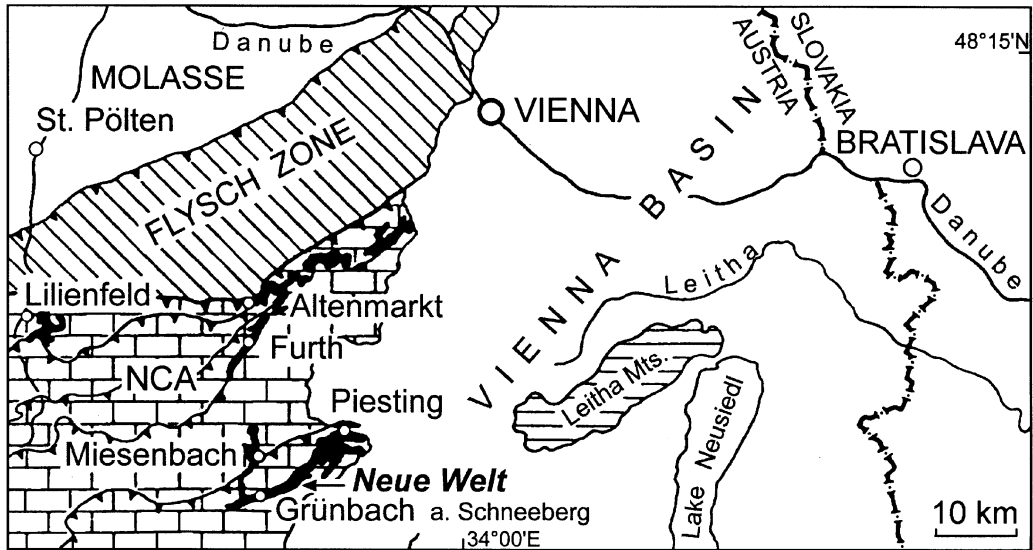 Danube
48°15'N
MOLASSE
SLOVAKIA
AUSTRIA
St. Pölten
VIENNA
BRATISLAVA
FLYSCH ZONE
VIENNA BASIN
Danube
Leitha
Lilienfeld
Altenmarkt
Furth
NCA
Leitha Mts.
Piesting
Lake Neusiedl
Miesenbach
Neue Welt
Grünbach a. Schneeberg
10 km
34°00'E